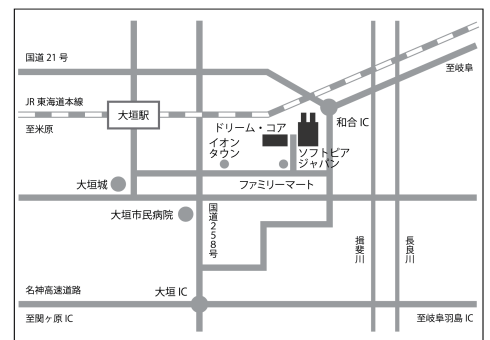 国道21号
至岐阜
JR東海道本線
大垣駅
至米原
和合IC
ドリーム・コア
イオン
タウン
ソフトピア
ジャパン
大垣城
ファミリーマート
大垣市民病院
国道258号
揖斐川
長良川
名神高速道路
大垣IC
至関ヶ原IC
至岐阜羽島IC